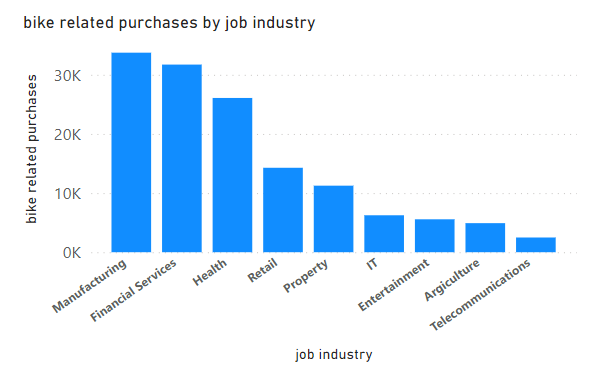 bike related purchases by job industry
bike related purchases
30K
20K
10K
0K
Manufacturing
Financial Services
Health
Retail
Property
IT
Entertainment
Argiculture
Telecommunications
job industry